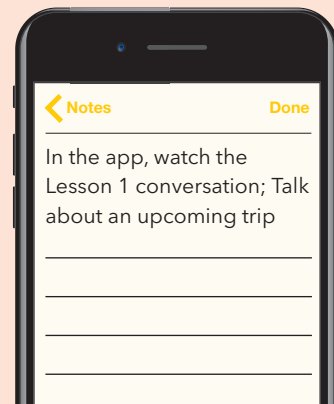 Notes
Done
In the app, watch the
Lesson 1 conversation; Talk
about an upcoming trip